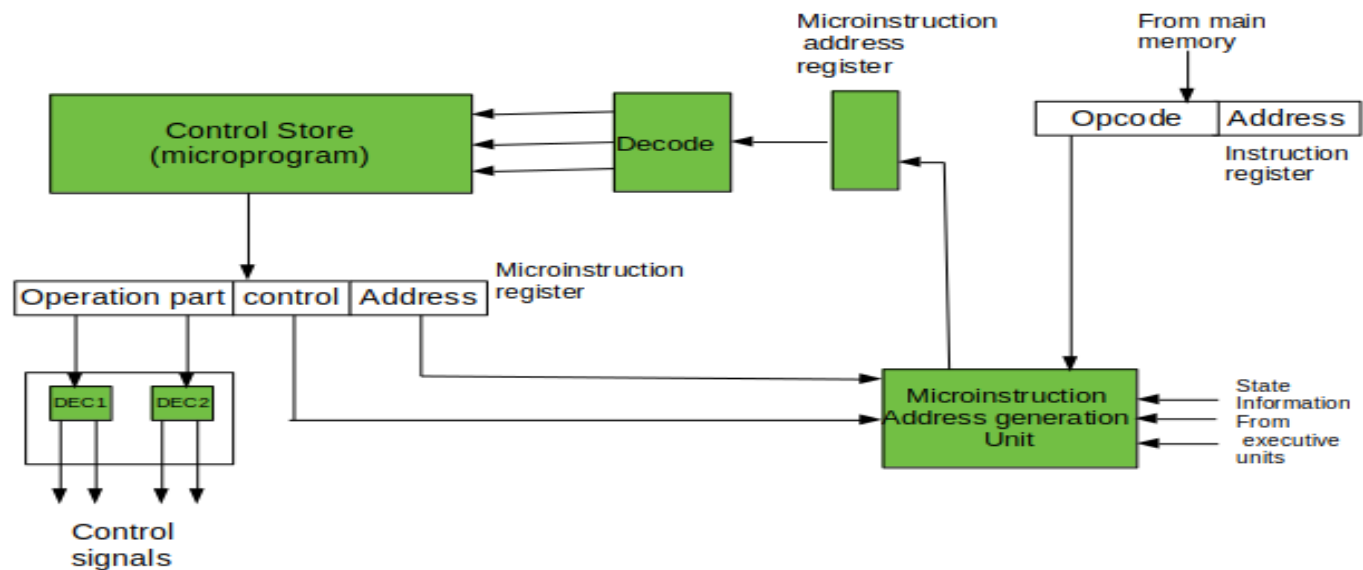 Microinstruction
address
register
From main
memory
Control Store
(microprogram)
Decode
Opcode
Address
Instruction
register
Microinstruction
register
Operation part
control
Address
DEC1
DEC2
Microinstruction
Address generation
Unit
State
Information
From
executive
units
Control
signals